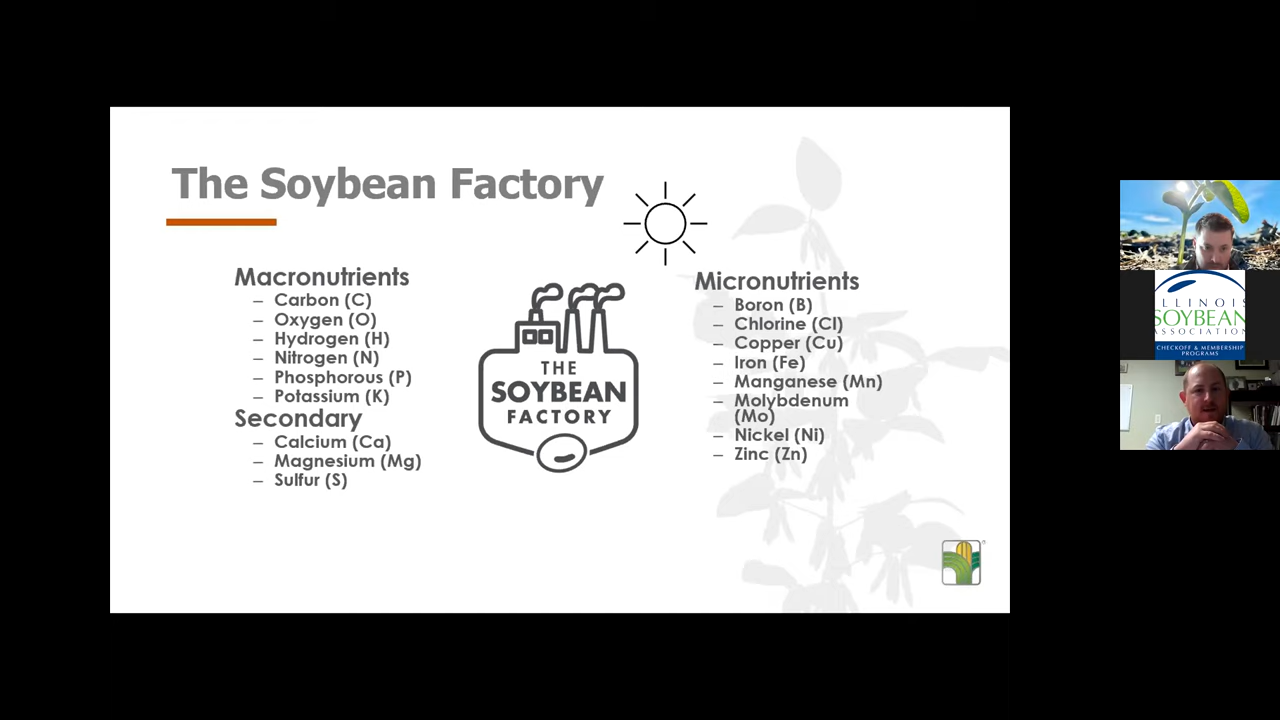 The Soybean Factory
Macronutrients
– Carbon (C)
– Oxygen (O)
– Hydrogen (H)
– Nitrogen (N)
– Phosphorous (P)
– Potassium (K)
Secondary
– Calcium (Ca)
– Magnesium (Mg)
– Sulfur (S)
THE
SOYBEAN
FACTORY
Micronutrients
– Boron (B)
– Chlorine (Cl)
– Copper (Cu)
– Iron (Fe)
– Manganese (Mn)
– Molybdenum
(Mo)
– Nickel (Ni)
– Zinc (Zn)
ILLINOIS
SOYBEAN
ASSOCIATION
CHECKOFF & MEMBERSHIP
PROGRAMS